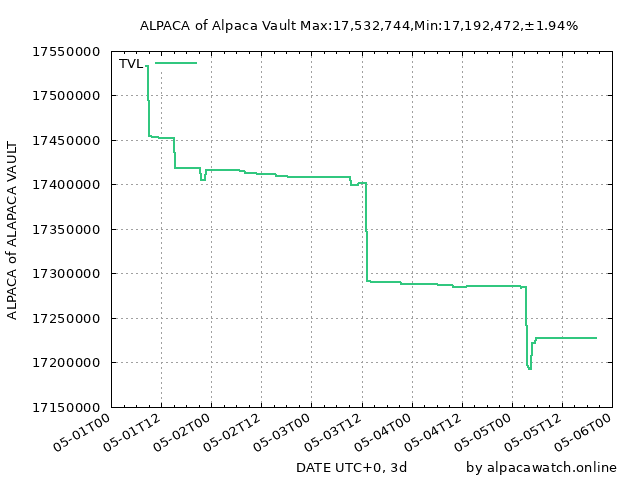 ALPACA of Alpaca Vault Max:17,532,744,Min:17,192,472,±1.94%
17550000
TVL
17500000
17450000
17400000
17350000
17300000
17250000
17200000
17150000
ALPACA of ALAPACA VAULT
05-01T00
05-01T12
05-02T00
05-02T12
05-03T00
05-03T12
05-04T00
05-04T12
05-05T00
05-05T12
05-06T00
DATE UTC+0, 3d
by alpacawatch.online